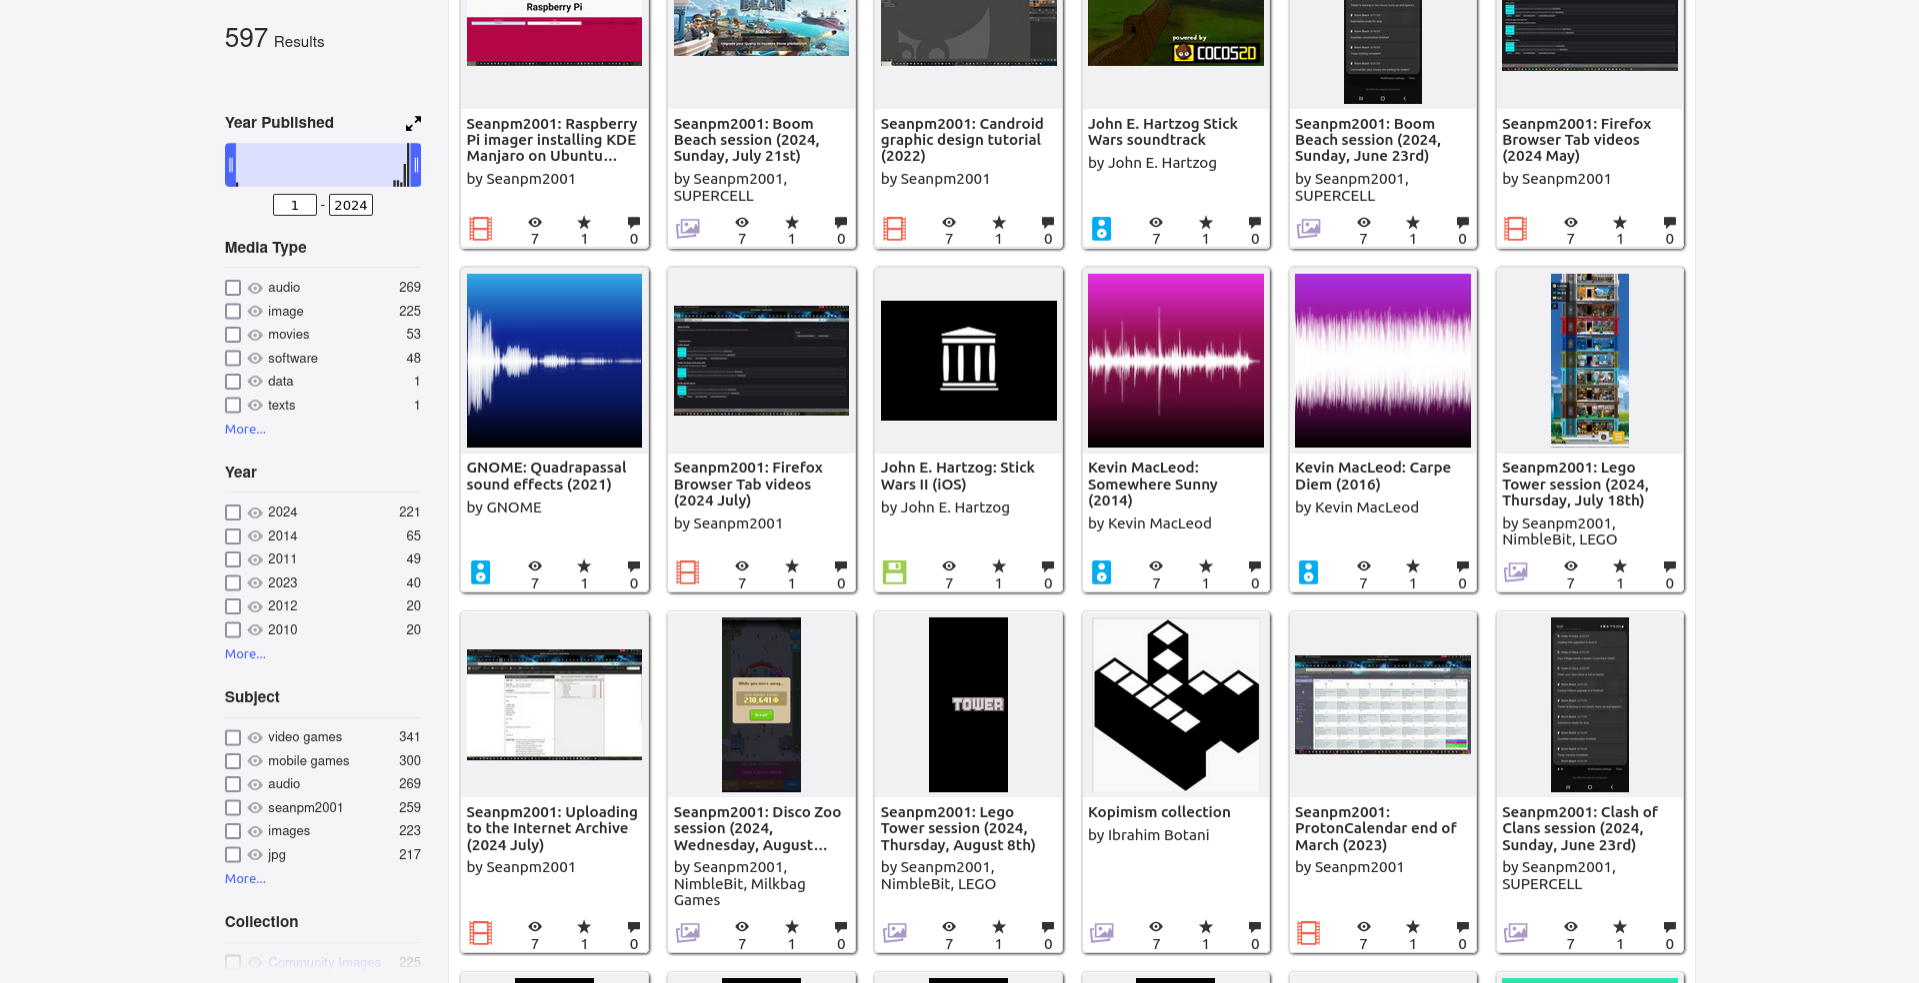 597 Results
Year Published
1 - 2024
Media Type
audio 269
image 225
movies 53
software 48
data 1
texts 1
More...
Year
2024 221
2014 65
2011 49
2023 40
2012 20
2010 20
More...
Subject
video games 341
mobile games 300
audio 269
seanpm2001 259
images 223
jpg 217
More...
Collection
Community Images 225
Raspberry Pi
Seanpm2001: Raspberry
Pi imager installing KDE
Manjaro on Ubuntu...
by Seanpm2001
7 1 0
BEACH
Seanpm2001: Boom
Beach session (2024,
Sunday, July 21st)
by Seanpm2001,
SUPERCELL
7 1 0
Seanpm2001: Candroid
graphic design tutorial
(2022)
by Seanpm2001
7 1 0
powered by
COCOS2D
John E. Hartzog Stick
Wars soundtrack
by John E. Hartzog
7 1 0
Seanpm2001: Boom
Beach session (2024,
Sunday, June 23rd)
by Seanpm2001,
SUPERCELL
7 1 0
Seanpm2001: Firefox
Browser Tab videos
(2024 May)
by Seanpm2001
7 1 0
GNOME: Quadrapassal
sound effects (2021)
by GNOME
7 1 0
Seanpm2001: Firefox
Browser Tab videos
(2024 July)
by Seanpm2001
7 1 0
John E. Hartzog: Stick
Wars II (iOS)
by John E. Hartzog
7 1 0
Kevin MacLeod:
Somewhere Sunny
(2014)
by Kevin MacLeod
7 1 0
Kevin MacLeod: Carpe
Diem (2016)
by Kevin MacLeod
7 1 0
Seanpm2001: Lego
Tower session (2024,
Thursday, July 18th)
by Seanpm2001,
NimbleBit, LEGO
7 1 0
Seanpm2001: Uploading
to the Internet Archive
(2024 July)
by Seanpm2001
7 1 0
While you were away...
210,641
Seanpm2001: Disco Zoo
session (2024,
Wednesday, August...
by Seanpm2001,
NimbleBit, Milkbag
Games
7 1 0
TOWER
Seanpm2001: Lego
Tower session (2024,
Thursday, August 8th)
by Seanpm2001,
NimbleBit, LEGO
7 1 0
Kopimism collection
by Ibrahim Botani
7 1 0
Seanpm2001:
ProtonCalendar end of
March (2023)
by Seanpm2001
7 1 0
Seanpm2001: Clash of
Clans session (2024,
Sunday, June 23rd)
by Seanpm2001,
SUPERCELL
7 1 0